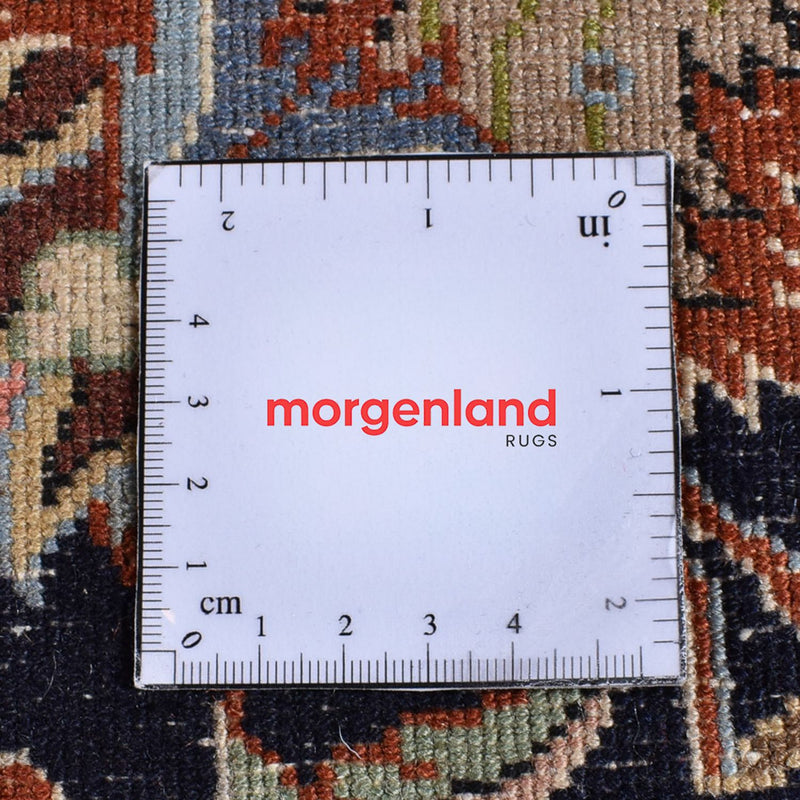 0
2 1 in
4
3 1
morgenland
RUGS
2
1
cm 2
0 1 2 3 4